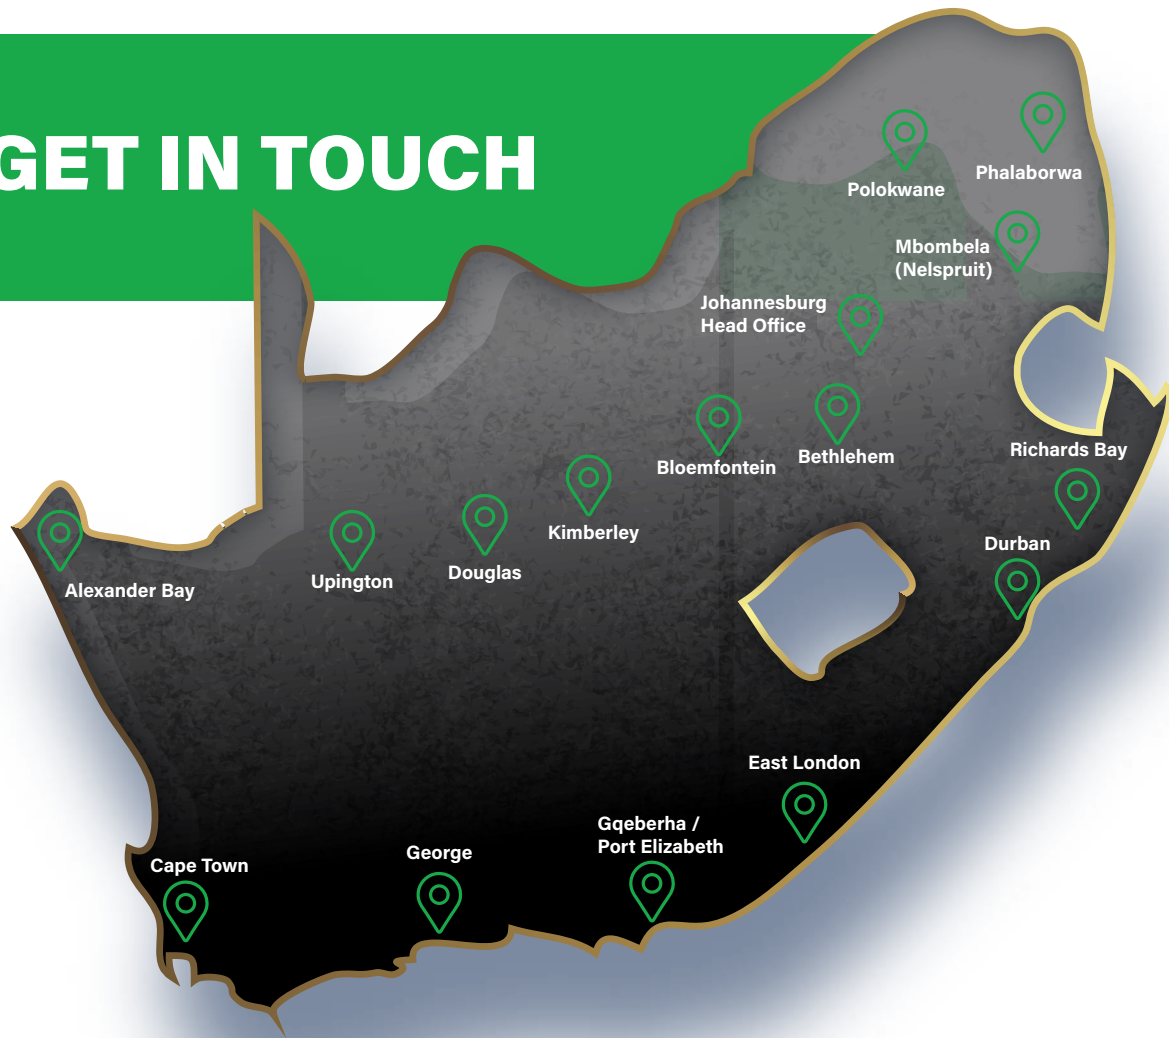 GET IN TOUCH
Polokwane
Phalaborwa
Mbombela
(Nelspruit)
Johannesburg
Head Office
Bloemfontein
Bethlehem
Richards Bay
Kimberley
Durban
Alexander Bay
Upington
Douglas
East London
Gqeberha /
Port Elizabeth
George
Cape Town